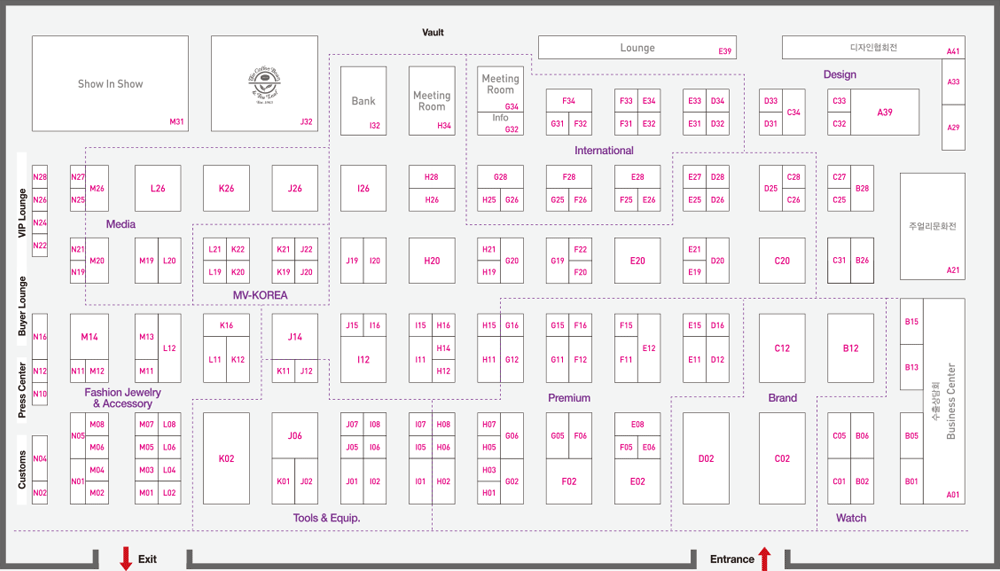 Vault
Show In Show
M31
The Coffee Bean
& Tea Leaf
J32
Bank
I32
Meeting
Room
H34
Meeting
Room
G34
Info
G32
Lounge
E39
디자인협회전
A41
A33
A29
Design
F34
G31 F32
F33 E34
F31 E32
E33 D34
E31 D32
D33
D31
C34
C33
C32
A39
International
N28
N26
N24
N22
VIP Lounge
N27
N25
M26
L26
K26
J26
I26
H28
H26
G28
H25 G26
F28
G25 F26
E28
F25 E26
E27 D28
E25 D26
D25
C28
C26
C27
C25
B28
주얼리문화전
A21
Media
N21
N19
M20
M19 L20
L21 K22
L19 K20
K21 J22
K19 J20
J19 I20
H20
H21
H19
G20
G19
F22
F20
E20
E21
E19
D20
C20
C31 B26
MV-KOREA
Buyer Lounge
N16
N12
N10
Press Center
M14
N11 M12
M13
M11
L12
K16
L11 K12
J14
K11 J12
J15 I16
I12
I15 H16
I11
H14
H12
H15 G16
H11 G12
G15 F16
G11 F12
F15
F11
E12
E15 D16
E11 D12
C12
B12
B15
B13
수출상담회
Business Center
A01
Fashion Jewelry
& Accessory
Premium
Brand
Customs
N04
N02
N05
M08
M06
N01
M04
M02
M07 L08
M05 L06
M03 L04
M01 L02
K02
J06
K01 J02
J07 I08
J05 I06
J01 I02
I07 H08
I05 H06
I01 H02
H07
H05
G06
H03
H01
G02
G05 F06
F02
E08
F05 E06
E02
D02
C02
C05 B06
C01 B02
B05
B01
Tools & Equip.
Watch
Exit
Entrance